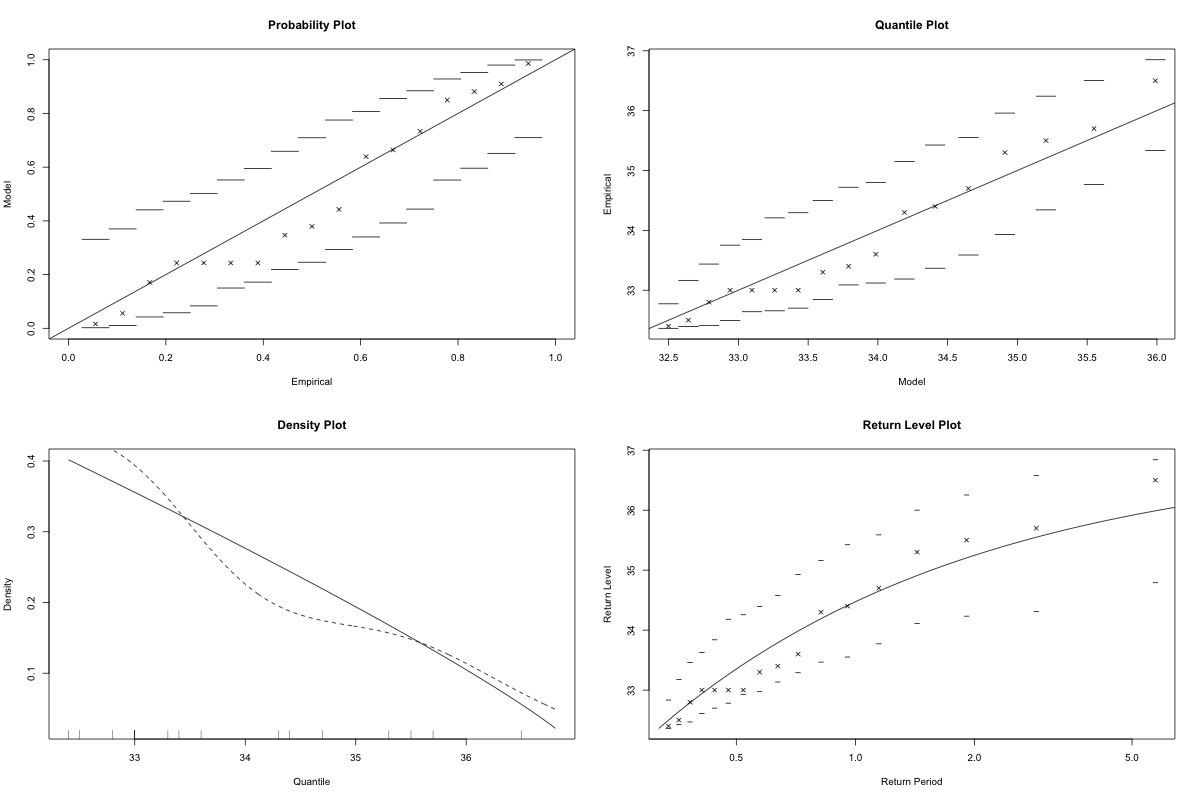 Probability Plot
Model
1.0
0.8
0.6
0.4
0.2
0.0
0.0 0.2 0.4 0.6 0.8 1.0
Empirical
Quantile Plot
Empirical
37
36
35
34
33
32.5 33.0 33.5 34.0 34.5 35.0 35.5 36.0
Model
Density Plot
Density
0.4
0.3
0.2
0.1
33 34 35 36
Quantile
Return Level Plot
Return Level
37
36
35
34
33
0.5 1.0 2.0 5.0
Return Period